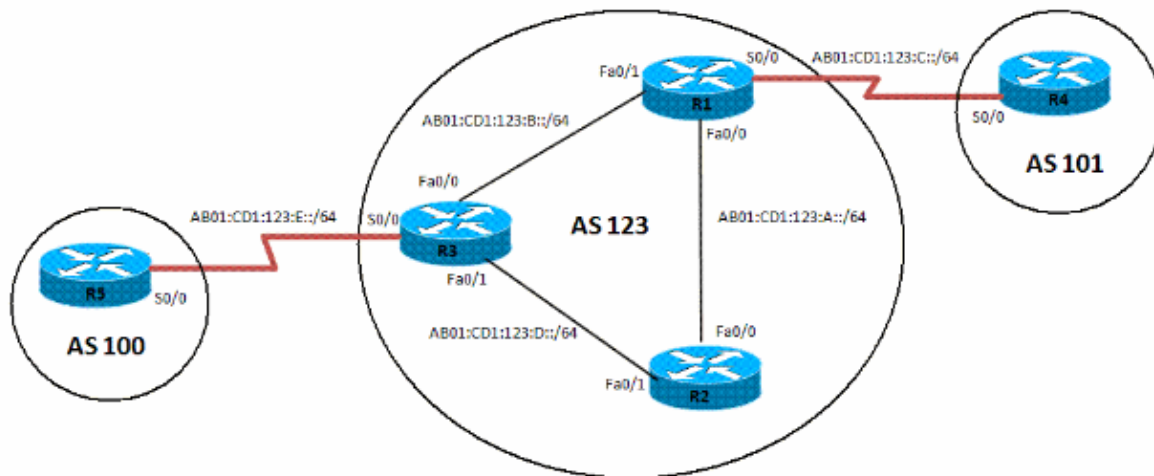 S0/0
AB01:CD1:123:C::/64
Fa0/1
R1
R4
S0/0
AB01:CD1:123:B::/64
Fa0/0
AS 101
Fa0/0
AB01:CD1:123:E::/64
S0/0
AS 123
AB01:CD1:123:A::/64
R3
Fa0/1
R5
S0/0
AB01:CD1:123:D::/64
Fa0/0
AS 100
Fa0/1
R2